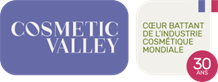 COSMETIC
VALLEY
CŒUR BATTANT
DE L'INDUSTRIE
COSMÉTIQUE
MONDIALE
30
ANS